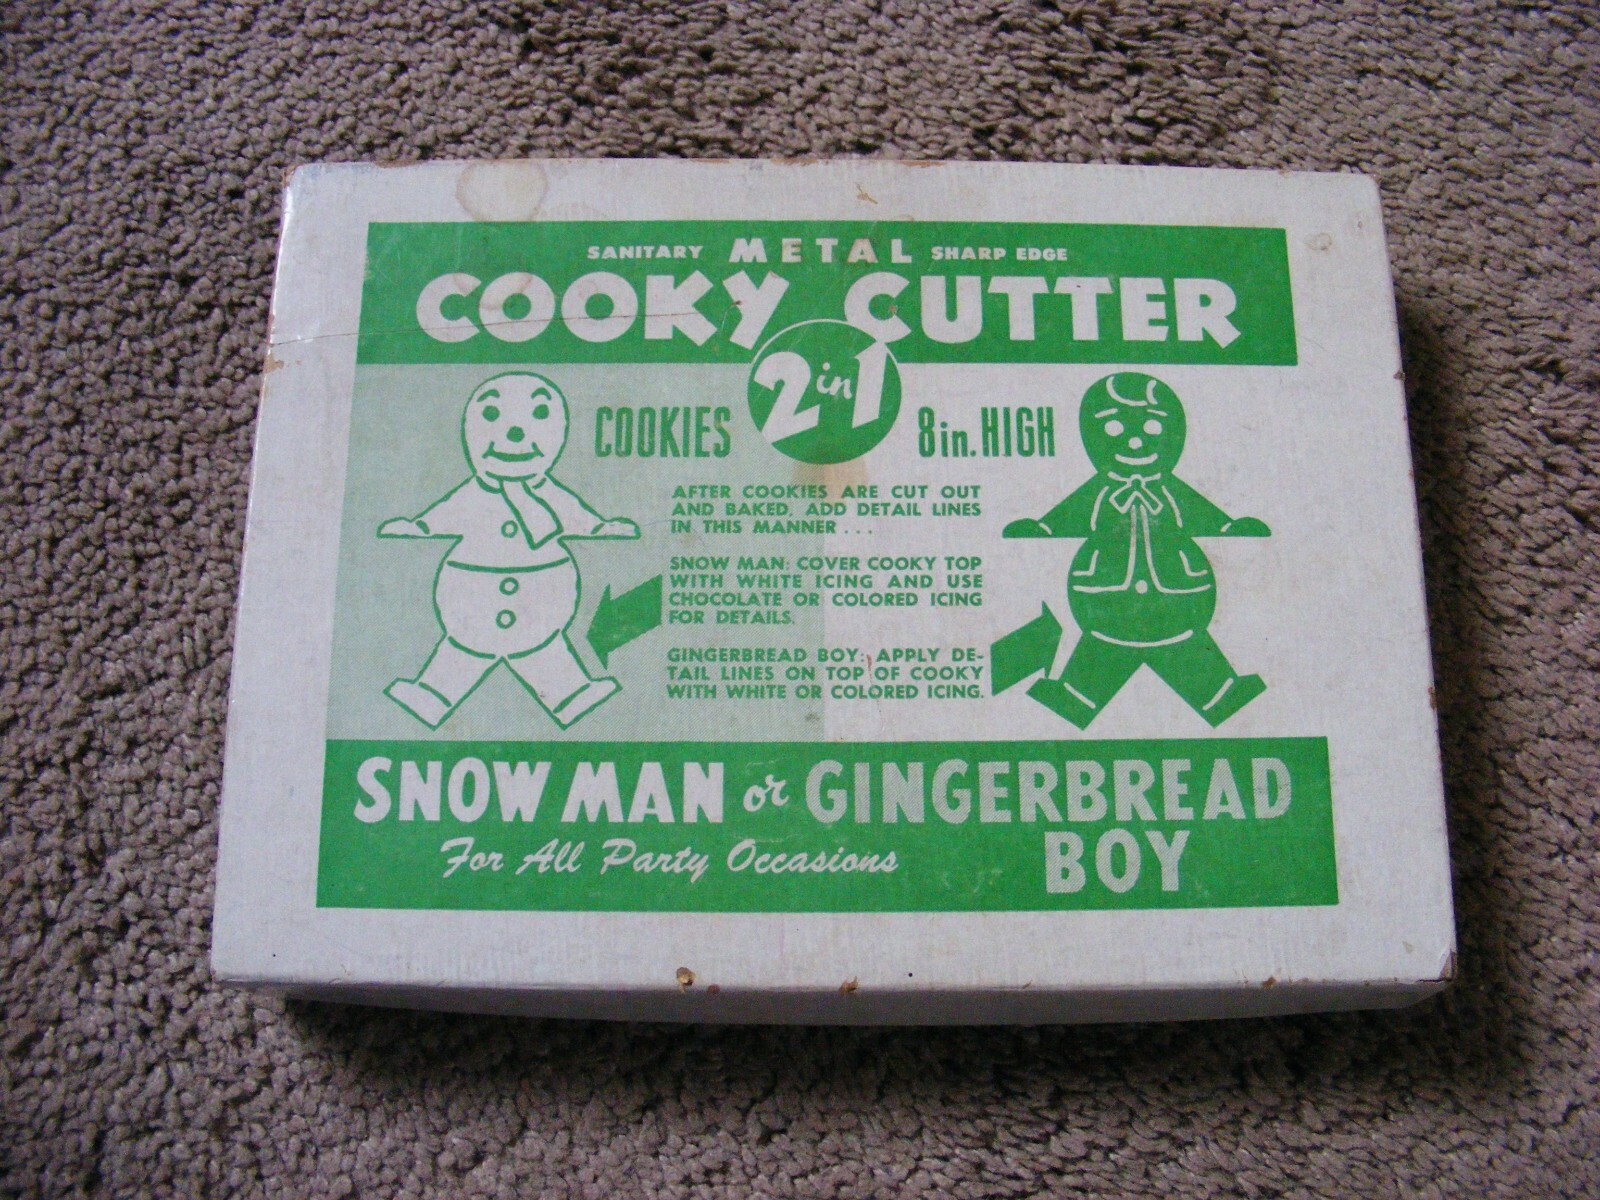 SANITARY METAL SHARP EDGE
COOKY CUTTER
2 in 1
COOKIES 8in. HIGH
AFTER COOKIES ARE CUT OUT
AND BAKED, ADD DETAIL LINES
IN THIS MANNER ...
SNOW MAN: COVER COOKY TOP
WITH WHITE ICING AND USE
CHOCOLATE OR COLORED ICING
FOR DETAILS.
GINGERBREAD BOY: APPLY DE-
TAIL LINES ON TOP OF COOKY
WITH WHITE OR COLORED ICING.
SNOW MAN or GINGERBREAD
BOY
For All Party Occasions